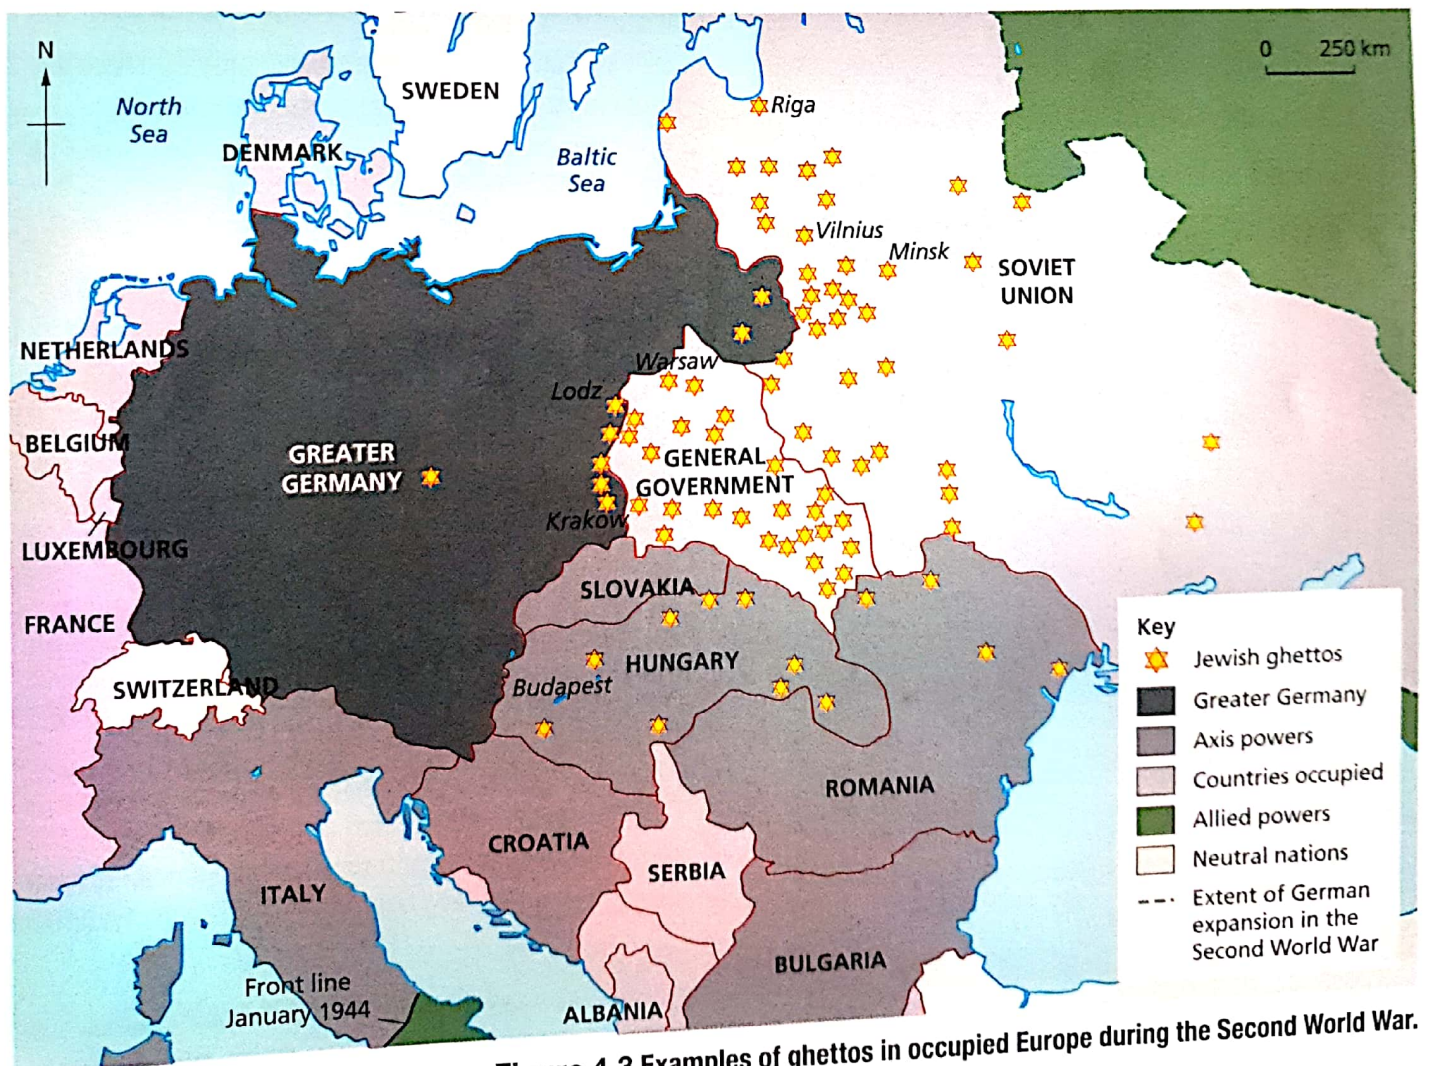 N
0 250 km
North
Sea
SWEDEN
Riga
DENMARK
Baltic
Sea
Vilnius
Minsk
SOVIET
UNION
NETHERLANDS
Warsaw
Lodz
BELGIUM
GREATER
GERMANY
GENERAL
GOVERNMENT
Krakow
LUXEMBOURG
SLOVAKIA
FRANCE
HUNGARY
SWITZERLAND
Budapest
ROMANIA
CROATIA
SERBIA
ITALY
BULGARIA
Front line
January 1944
ALBANIA
Key
Jewish ghettos
Greater Germany
Axis powers
Countries occupied
Allied powers
Neutral nations
Extent of German
expansion in the
Second World War
Figure 4.3 Examples of ghettos in occupied Europe during the Second World War.